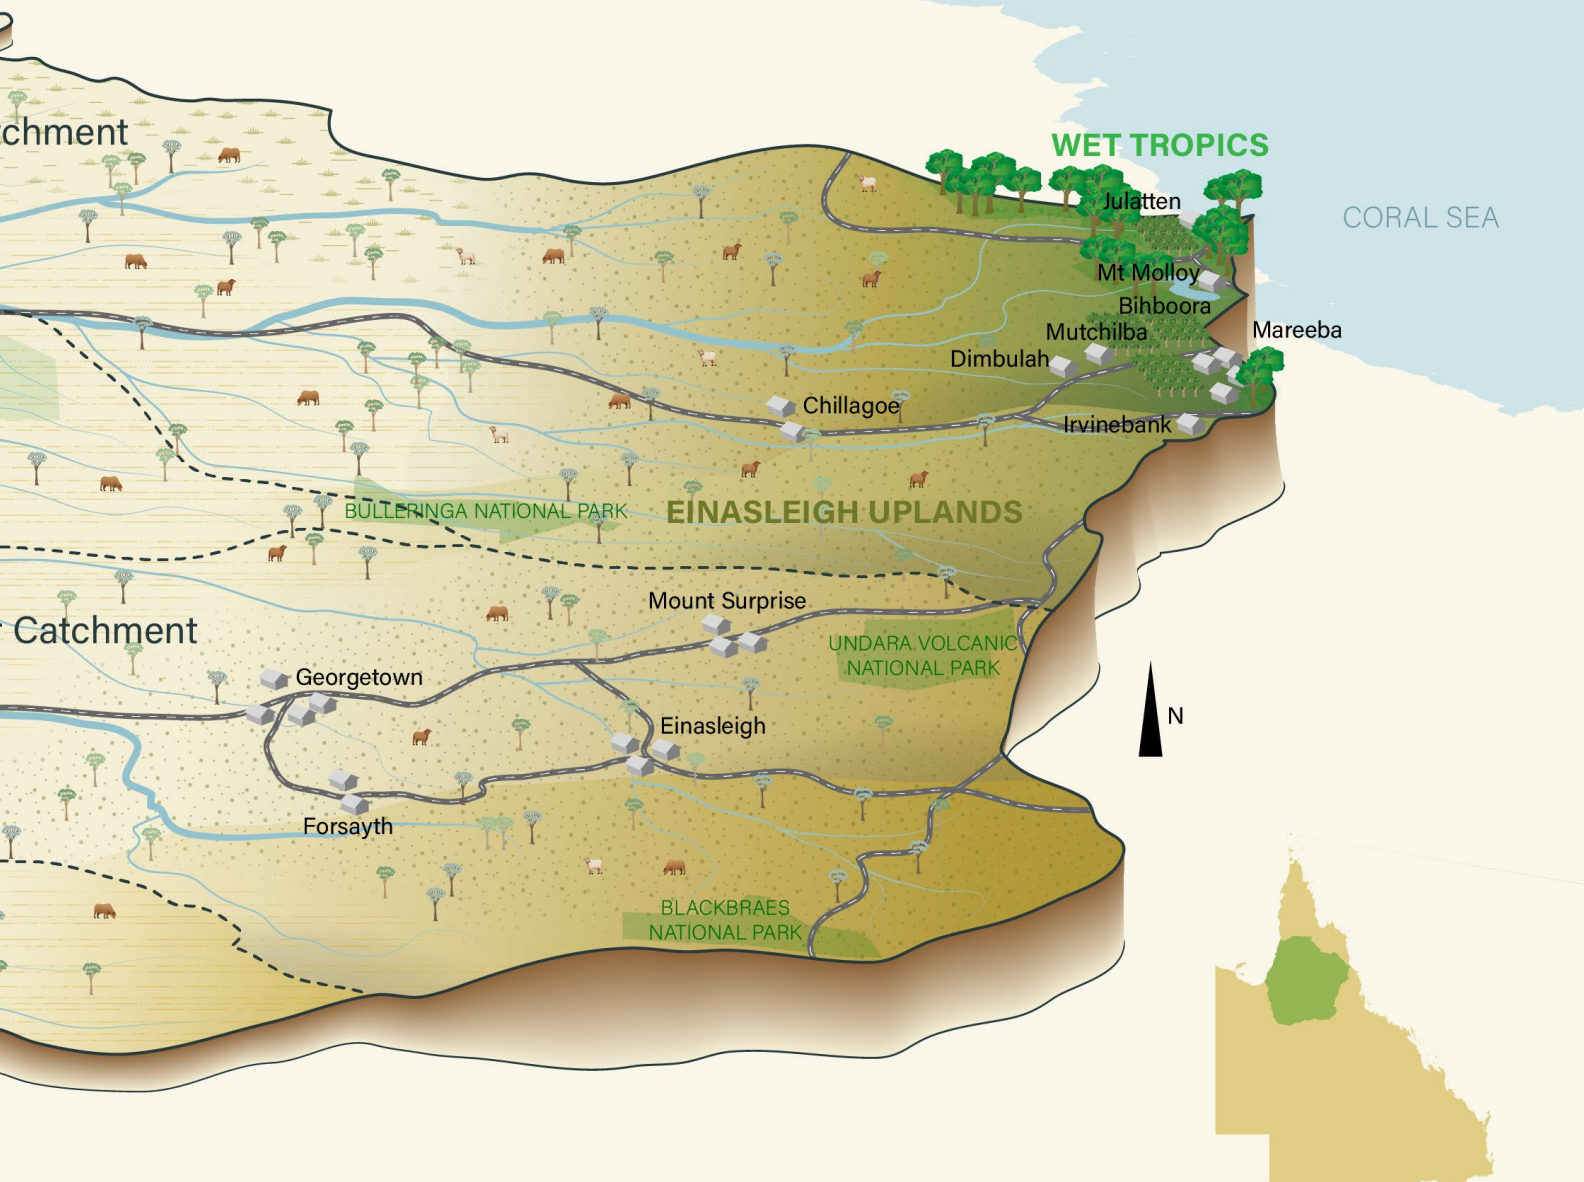 chment
WET TROPICS
Julatten
CORAL SEA
Mt Molloy
Bihboora
Mutchilba
Mareeba
Dimbulah
Chillagoe
Irvinebank
BULLERINGA NATIONAL PARK
EINASLEIGH UPLANDS
Mount Surprise
Catchment
UNDARA VOLCANIC
NATIONAL PARK
Georgetown
N
Einasleigh
Forsayth
BLACKBRAES
NATIONAL PARK